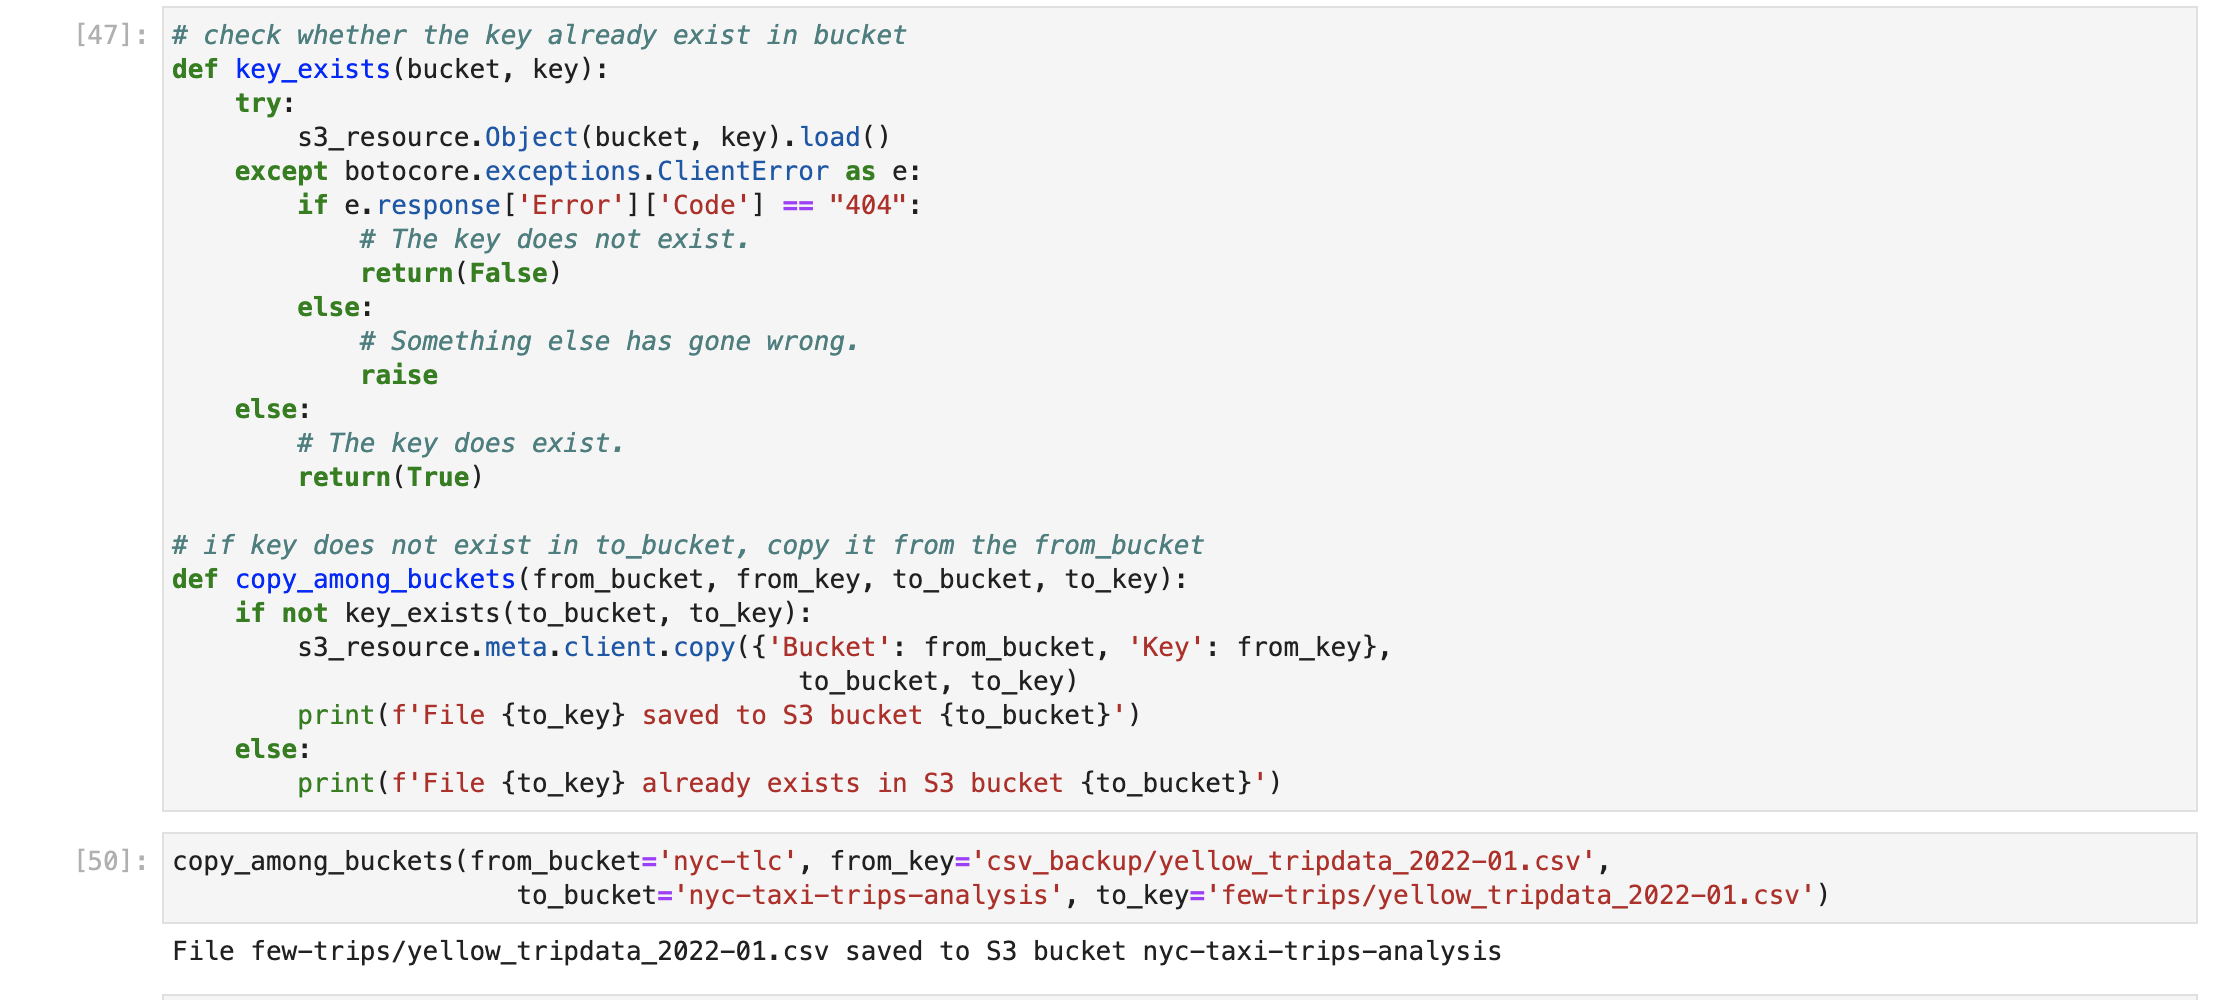 [47]: # check whether the key already exist in bucket
def key_exists(bucket, key):
    try:
        s3_resource.Object(bucket, key).load()
    except botocore.exceptions.ClientError as e:
        if e.response['Error']['Code'] == "404":
            # The key does not exist.
            return(False)
        else:
            # Something else has gone wrong.
            raise
    else:
        # The key does exist.
        return(True)

# if key does not exist in to_bucket, copy it from the from_bucket
def copy_among_buckets(from_bucket, from_key, to_bucket, to_key):
    if not key_exists(to_bucket, to_key):
        s3_resource.meta.client.copy({'Bucket': from_bucket, 'Key': from_key},
                                        to_bucket, to_key)
        print(f'File {to_key} saved to S3 bucket {to_bucket}')
    else:
        print(f'File {to_key} already exists in S3 bucket {to_bucket}')
[50]: copy_among_buckets(from_bucket='nyc-tlc', from_key='csv_backup/yellow_tripdata_2022-01.csv',
                      to_bucket='nyc-taxi-trips-analysis', to_key='few-trips/yellow_tripdata_2022-01.csv')
File few-trips/yellow_tripdata_2022-01.csv saved to S3 bucket nyc-taxi-trips-analysis